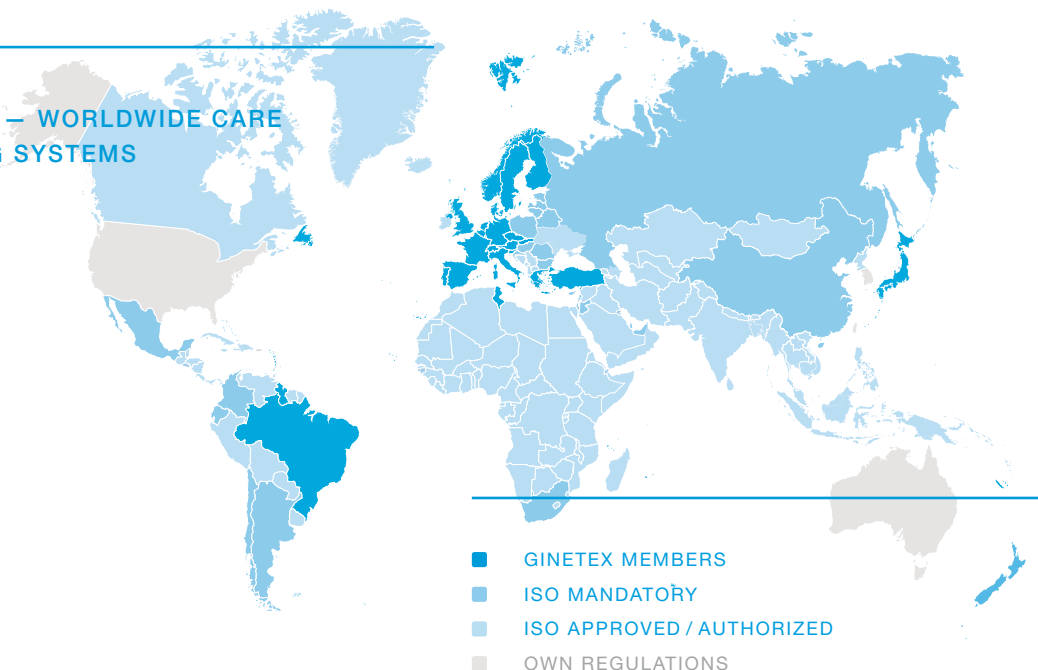 — WORLDWIDE CARE
SYSTEMS
GINETEX MEMBERS
ISO MANDATORY
ISO APPROVED / AUTHORIZED
OWN REGULATIONS